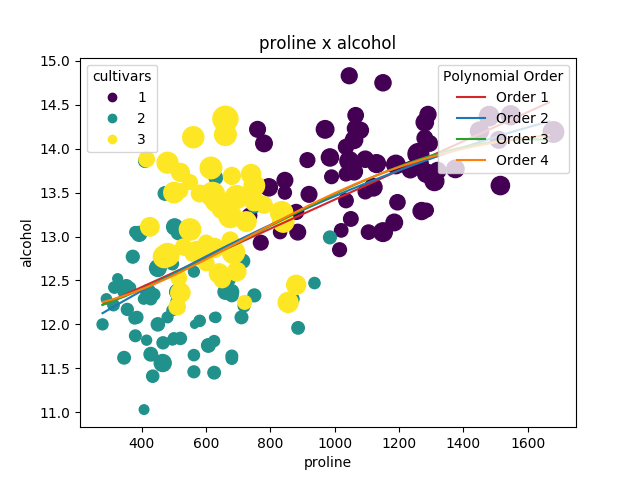 proline x alcohol
cultivars
1
2
3
Polynomial Order
Order 1
Order 2
Order 3
Order 4
15.0
14.5
14.0
13.5
13.0
12.5
12.0
11.5
11.0
alcohol
400 600 800 1000 1200 1400 1600
proline